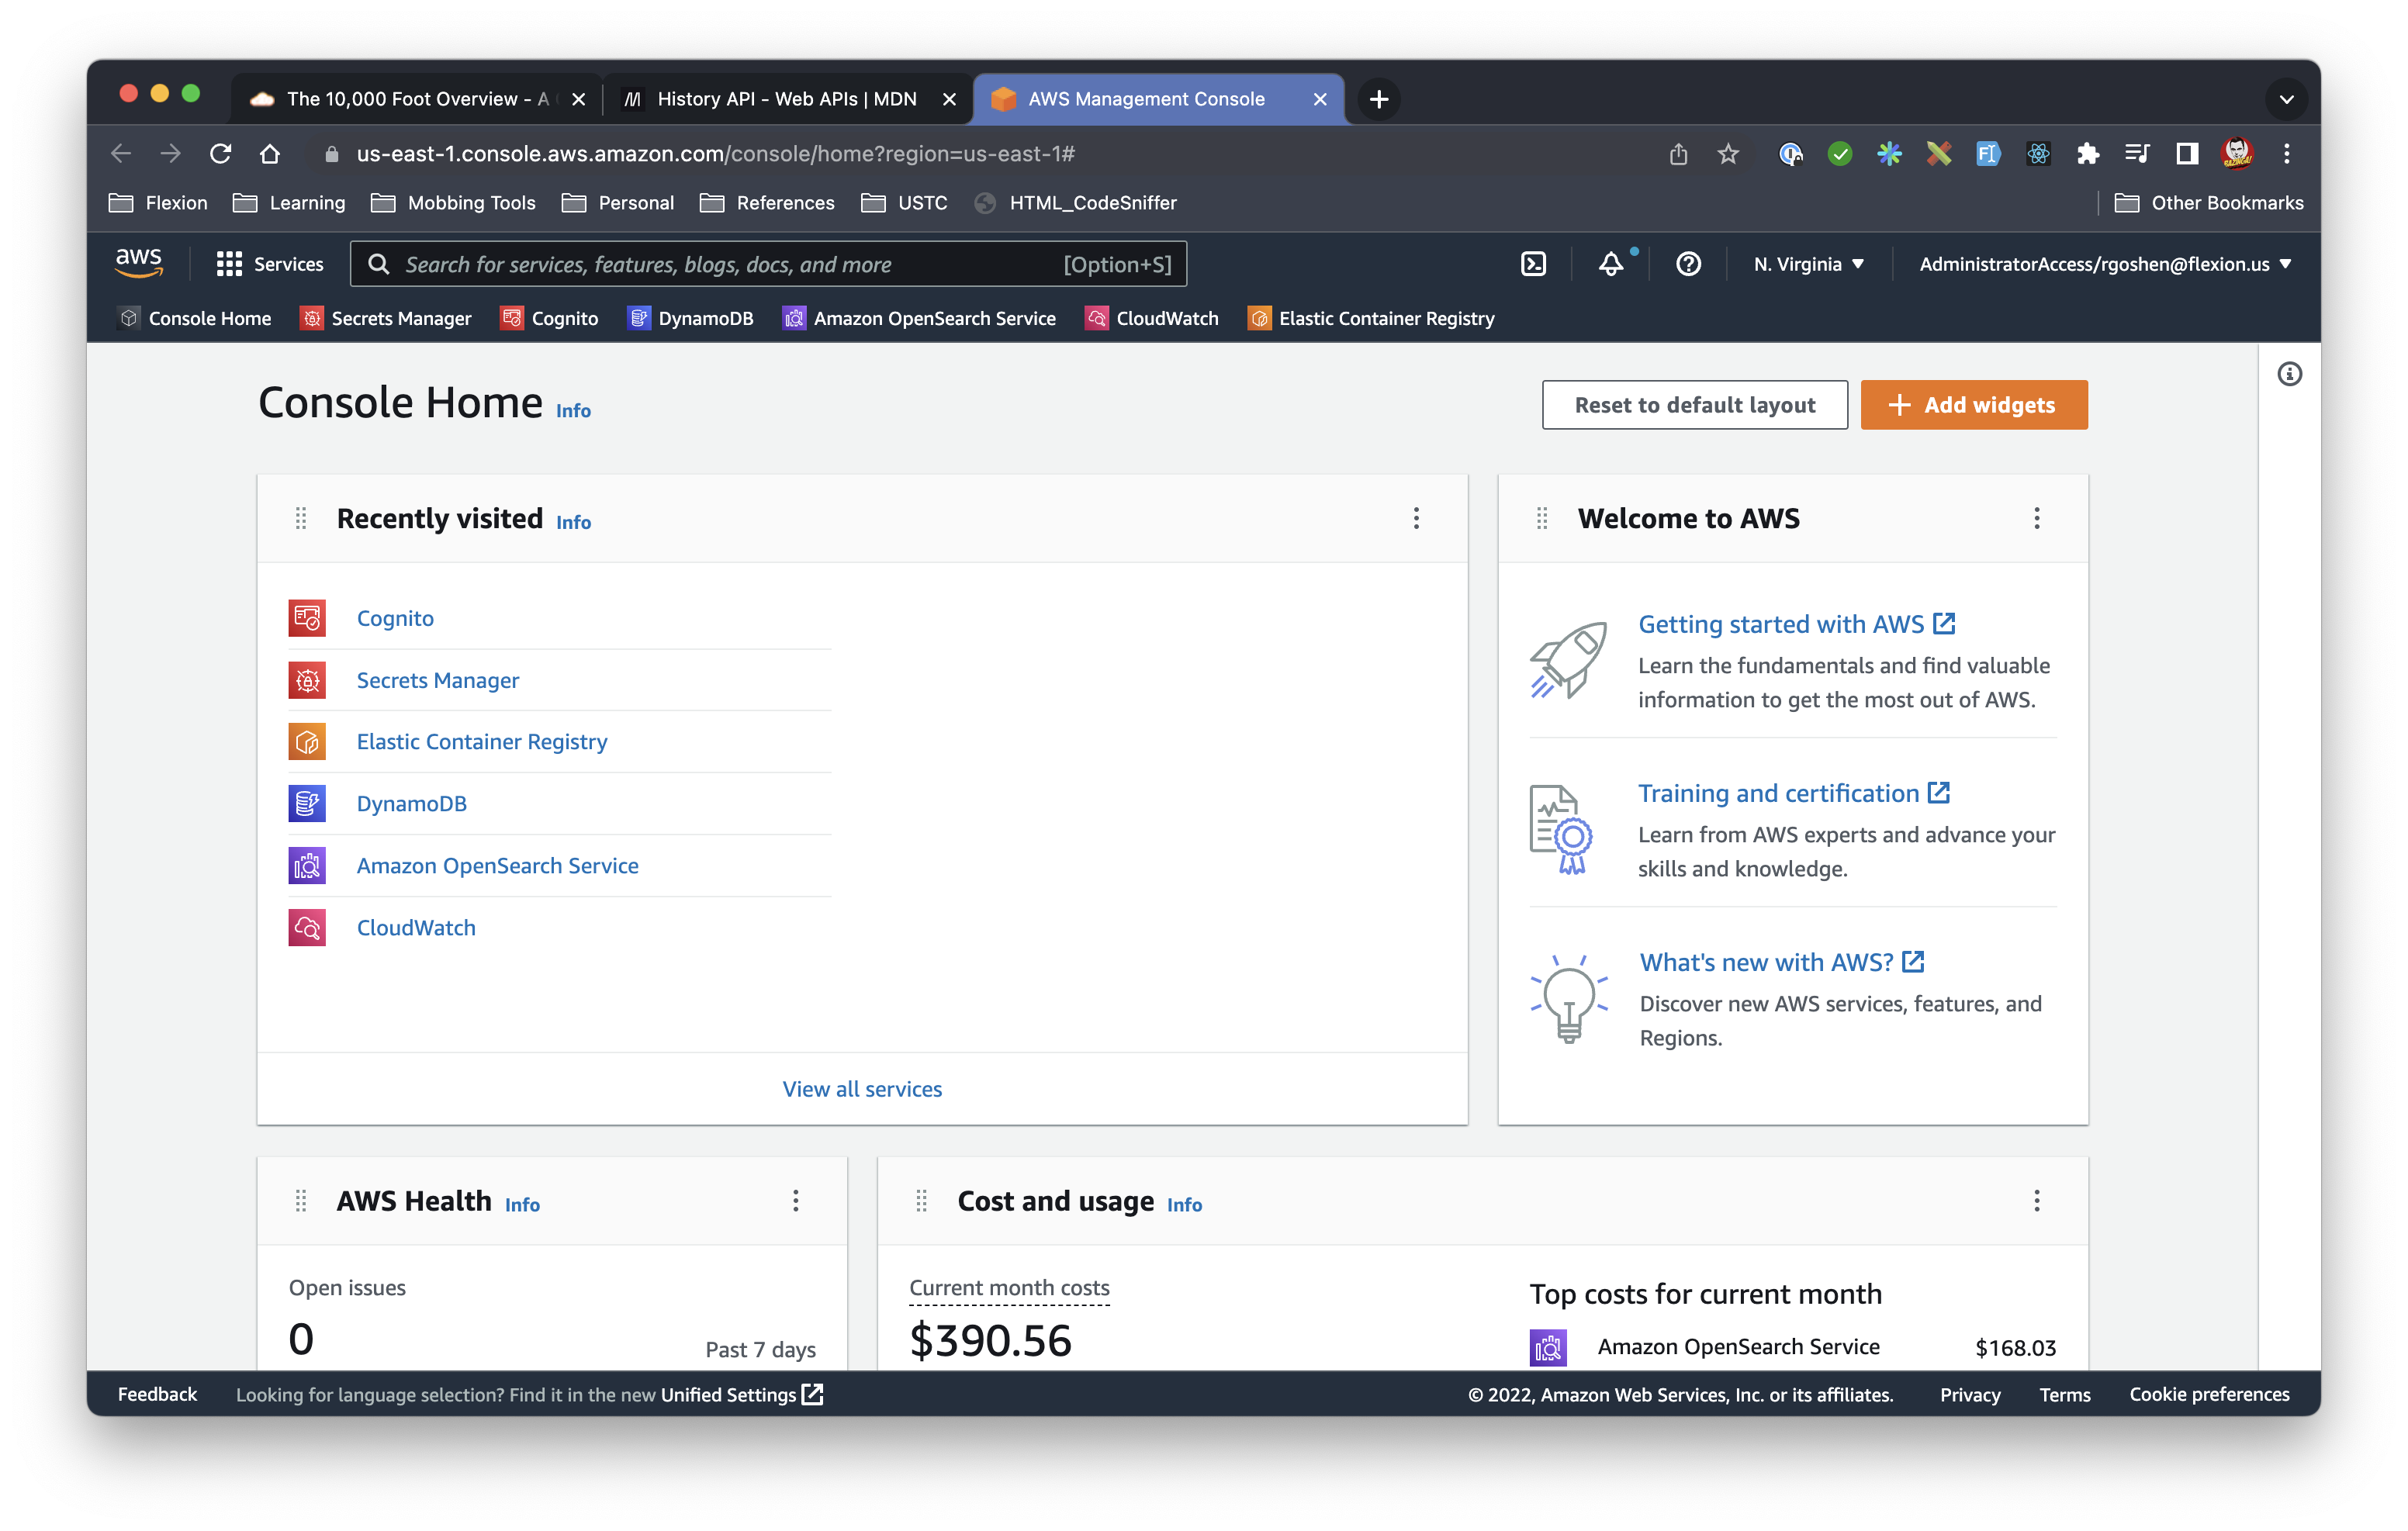 The 10,000 Foot Overview - A
History API - Web APIs | MDN
AWS Management Console
us-east-1.console.aws.amazon.com/console/home?region=us-east-1#
Flexion
Learning
Mobbing Tools
Personal
References
USTC
HTML_CodeSniffer
Other Bookmarks
aws
Services
Search for services, features, blogs, docs, and more
[Option+S]
N. Virginia
AdministratorAccess/rgoshen@flexion.us
Console Home
Secrets Manager
Cognito
DynamoDB
Amazon OpenSearch Service
CloudWatch
Elastic Container Registry
Console Home Info
Reset to default layout
Add widgets
Recently visited Info
Cognito
Secrets Manager
Elastic Container Registry
DynamoDB
Amazon OpenSearch Service
CloudWatch
View all services
Welcome to AWS
Getting started with AWS
Learn the fundamentals and find valuable
information to get the most out of AWS.
Training and certification
Learn from AWS experts and advance your
skills and knowledge.
What's new with AWS?
Discover new AWS services, features, and
Regions.
AWS Health Info
Open issues
0
Past 7 days
Cost and usage Info
Current month costs
$390.56
Top costs for current month
Amazon OpenSearch Service
$168.03
Feedback
Looking for language selection? Find it in the new Unified Settings
© 2022, Amazon Web Services, Inc. or its affiliates.
Privacy
Terms
Cookie preferences